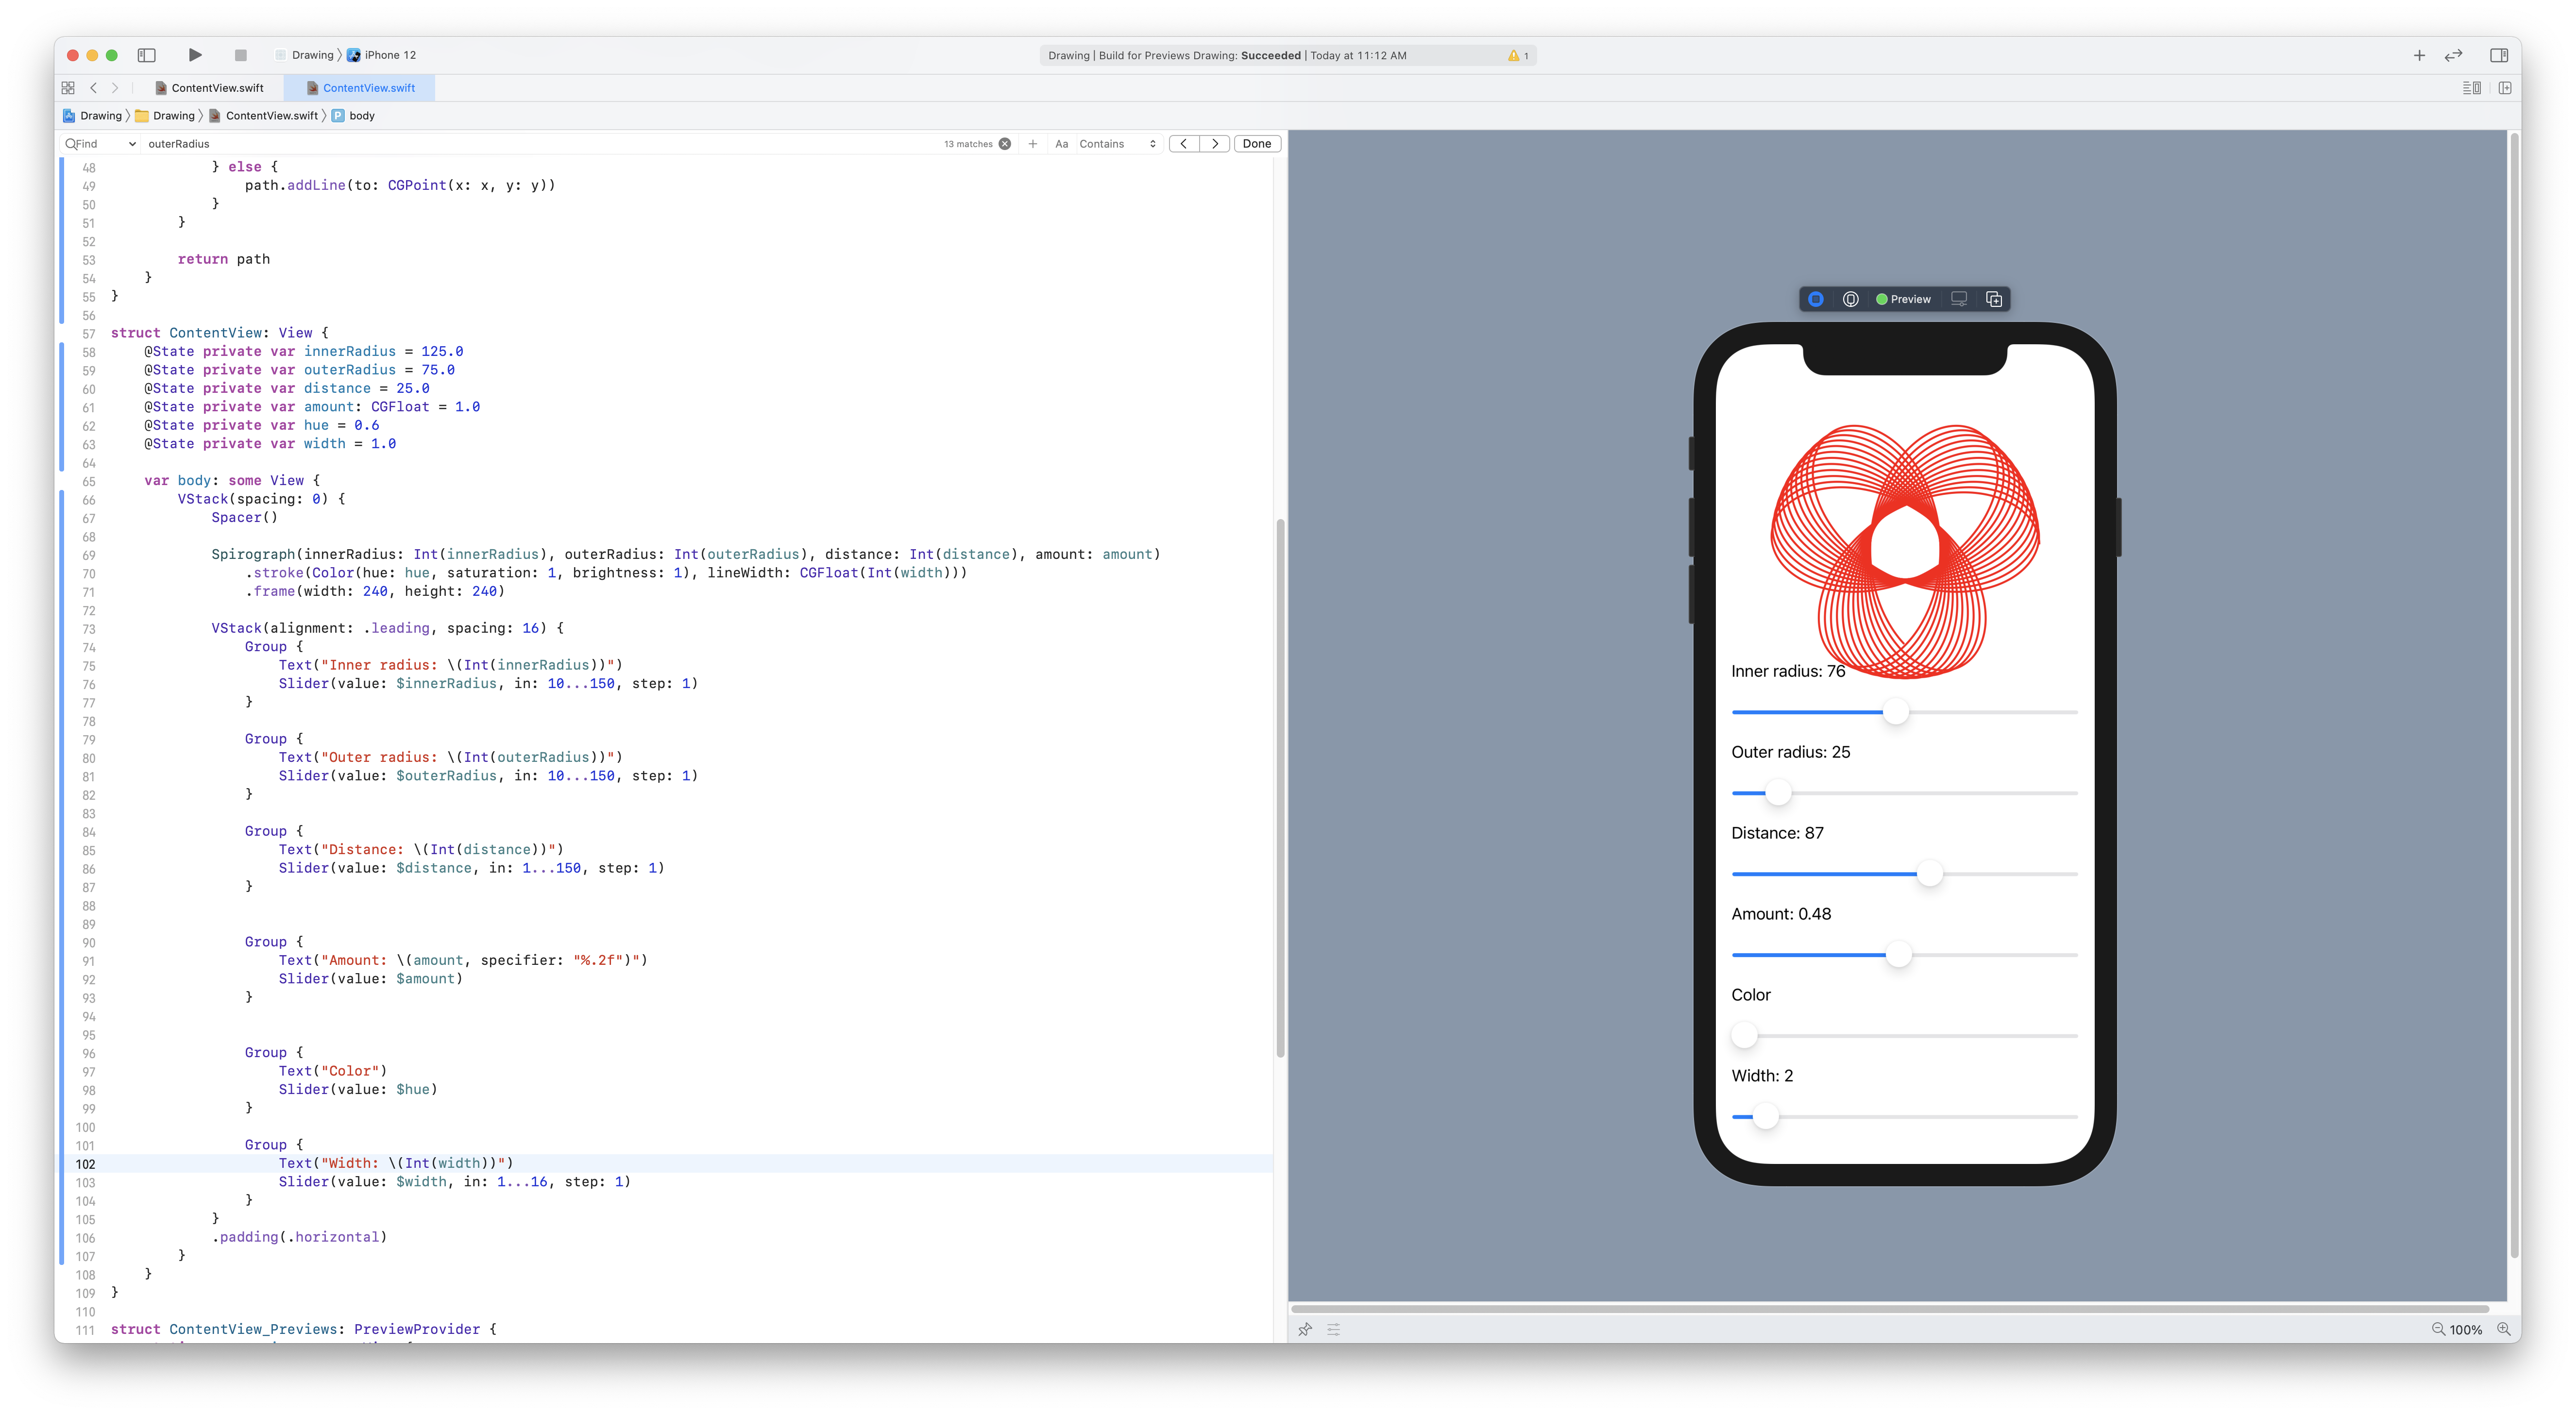 Drawing 〉 iPhone 12
Drawing | Build for Previews Drawing: Succeeded | Today at 11:12 AM
1
ContentView.swift
ContentView.swift
Drawing 〉 Drawing 〉 ContentView.swift 〉 P body
Find
outerRadius
13 matches
Aa
Contains
Done
48 } else {
49 path.addLine(to: CGPoint(x: x, y: y))
50 }
51 }
52
53 return path
54 }
55 }
56
57 struct ContentView: View {
58 @State private var innerRadius = 125.0
59 @State private var outerRadius = 75.0
60 @State private var distance = 25.0
61 @State private var amount: CGFloat = 1.0
62 @State private var hue = 0.6
63 @State private var width = 1.0
64
65 var body: some View {
66 VStack(spacing: 0) {
67 Spacer()
68
69 Spirograph(innerRadius: Int(innerRadius), outerRadius: Int(outerRadius), distance: Int(distance), amount: amount)
70 .stroke(Color(hue: hue, saturation: 1, brightness: 1), lineWidth: CGFloat(Int(width)))
71 .frame(width: 240, height: 240)
72
73 VStack(alignment: .leading, spacing: 16) {
74 Group {
75 Text("Inner radius: \(Int(innerRadius))")
76 Slider(value: $innerRadius, in: 10...150, step: 1)
77 }
78
79 Group {
80 Text("Outer radius: \(Int(outerRadius))")
81 Slider(value: $outerRadius, in: 10...150, step: 1)
82 }
83
84 Group {
85 Text("Distance: \(Int(distance))")
86 Slider(value: $distance, in: 1...150, step: 1)
87 }
88
89
90 Group {
91 Text("Amount: \(amount, specifier: "%.2f")")
92 Slider(value: $amount)
93 }
94
95
96 Group {
97 Text("Color")
98 Slider(value: $hue)
99 }
100
101 Group {
102 Text("Width: \(Int(width))")
103 Slider(value: $width, in: 1...16, step: 1)
104 }
105 }
106 .padding(.horizontal)
107 }
108 }
109 }
110
111 struct ContentView_Previews: PreviewProvider {
Preview
Inner radius: 76
Outer radius: 25
Distance: 87
Amount: 0.48
Color
Width: 2
100%